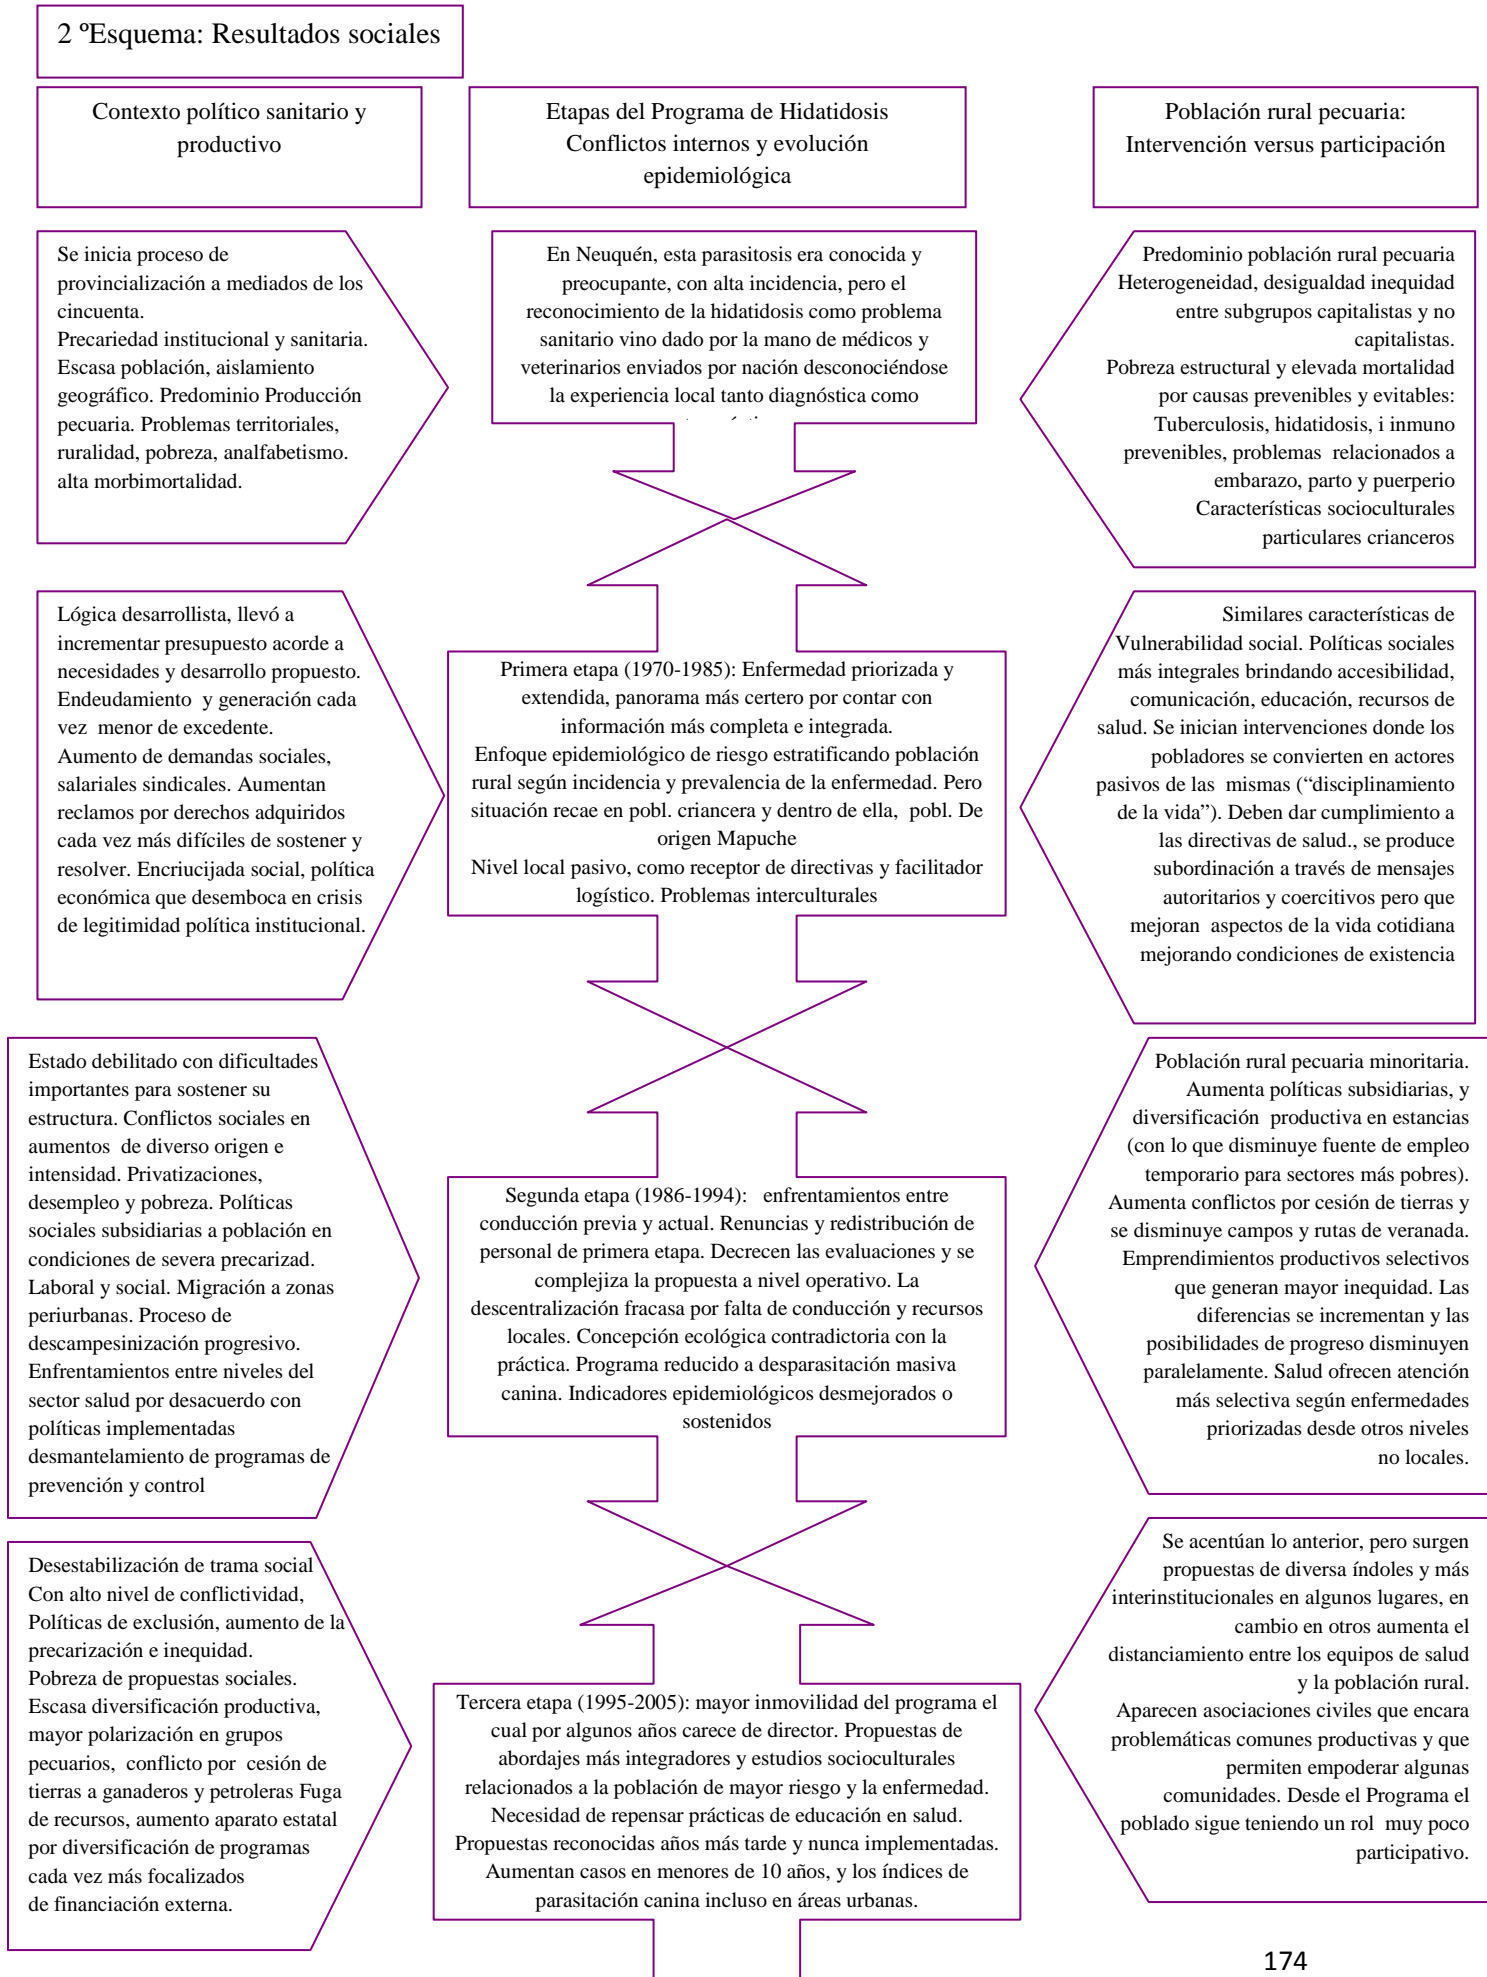 2 ºEsquema: Resultados sociales
Contexto político sanitario y
productivo
Etapas del Programa de Hidatidosis
Conflictos internos y evolución
epidemiológica
Población rural pecuaria:
Intervención versus participación
Se inicia proceso de
provincialización a mediados de los
cincuenta.
Precariedad institucional y sanitaria.
Escasa población, aislamiento
geográfico. Predominio Producción
pecuaria. Problemas territoriales,
ruralidad, pobreza, analfabetismo.
alta morbimortalidad.
En Neuquén, esta parasitosis era conocida y
preocupante, con alta incidencia, pero el
reconocimiento de la hidatidosis como problema
sanitario vino dado por la mano de médicos y
veterinarios enviados por nación desconociéndose
la experiencia local tanto diagnóstica como
Predominio población rural pecuaria
Heterogeneidad, desigualdad inequidad
entre subgrupos capitalistas y no
capitalistas.
Pobreza estructural y elevada mortalidad
por causas prevenibles y evitables:
Tuberculosis, hidatidosis, i inmuno
prevenibles, problemas relacionados a
embarazo, parto y puerperio
Características socioculturales
particulares crianceros
Lógica desarrollista, llevó a
incrementar presupuesto acorde a
necesidades y desarrollo propuesto.
Endeudamiento y generación cada
vez menor de excedente.
Aumento de demandas sociales,
salariales sindicales. Aumentan
reclamos por derechos adquiridos
cada vez más difíciles de sostener y
resolver. Encriucijada social, política
económica que desemboca en crisis
de legitimidad política institucional.
Primera etapa (1970-1985): Enfermedad priorizada y
extendida, panorama más certero por contar con
información más completa e integrada.
Enfoque epidemiológico de riesgo estratificando población
rural según incidencia y prevalencia de la enfermedad. Pero
situación recae en pobl. criancera y dentro de ella, pobl. De
origen Mapuche
Nivel local pasivo, como receptor de directivas y facilitador
logístico. Problemas interculturales
Similares características de
Vulnerabilidad social. Políticas sociales
más integrales brindando accesibilidad,
comunicación, educación, recursos de
salud. Se inician intervenciones donde los
pobladores se convierten en actores
pasivos de las mismas (“disciplinamiento
de la vida”). Deben dar cumplimiento a
las directivas de salud., se produce
subordinación a través de mensajes
autoritarios y coercitivos pero que
mejoran aspectos de la vida cotidiana
mejorando condiciones de existencia
Estado debilitado con dificultades
importantes para sostener su
estructura. Conflictos sociales en
aumentos de diverso origen e
intensidad. Privatizaciones,
desempleo y pobreza. Políticas
sociales subsidiarias a población en
condiciones de severa precarizad.
Laboral y social. Migración a zonas
periurbanas. Proceso de
descampesinización progresivo.
Enfrentamientos entre niveles del
sector salud por desacuerdo con
políticas implementadas
desmantelamiento de programas de
prevención y control
Segunda etapa (1986-1994): enfrentamientos entre
conducción previa y actual. Renuncias y redistribución de
personal de primera etapa. Decrecen las evaluaciones y se
complejiza la propuesta a nivel operativo. La
descentralización fracasa por falta de conducción y recursos
locales. Concepción ecológica contradictoria con la
práctica. Programa reducido a desparasitación masiva
canina. Indicadores epidemiológicos desmejorados o
sostenidos
Población rural pecuaria minoritaria.
Aumenta políticas subsidiarias, y
diversificación productiva en estancias
(con lo que disminuye fuente de empleo
temporario para sectores más pobres).
Aumenta conflictos por cesión de tierras y
se disminuye campos y rutas de veranada.
Emprendimientos productivos selectivos
que generan mayor inequidad. Las
diferencias se incrementan y las
posibilidades de progreso disminuyen
paralelamente. Salud ofrecen atención
más selectiva según enfermedades
priorizadas desde otros niveles
no locales.
Desestabilización de trama social
Con alto nivel de conflictividad,
Políticas de exclusión, aumento de la
precarización e inequidad.
Pobreza de propuestas sociales.
Escasa diversificación productiva,
mayor polarización en grupos
pecuarios, conflicto por cesión de
tierras a ganaderos y petroleras Fuga
de recursos, aumento aparato estatal
por diversificación de programas
cada vez más focalizados
de financiación externa.
Tercera etapa (1995-2005): mayor inmovilidad del programa el
cual por algunos años carece de director. Propuestas de
abordajes más integradores y estudios socioculturales
relacionados a la población de mayor riesgo y la enfermedad.
Necesidad de repensar prácticas de educación en salud.
Propuestas reconocidas años más tarde y nunca implementadas.
Aumentan casos en menores de 10 años, y los índices de
parasitación canina incluso en áreas urbanas.
Se acentúan lo anterior, pero surgen
propuestas de diversa índoles y más
interinstitucionales en algunos lugares, en
cambio en otros aumenta el
distanciamiento entre los equipos de salud
y la población rural.
Aparecen asociaciones civiles que encara
problemáticas comunes productivas y que
permiten empoderar algunas
comunidades. Desde el Programa el
poblado sigue teniendo un rol muy poco
participativo.
174